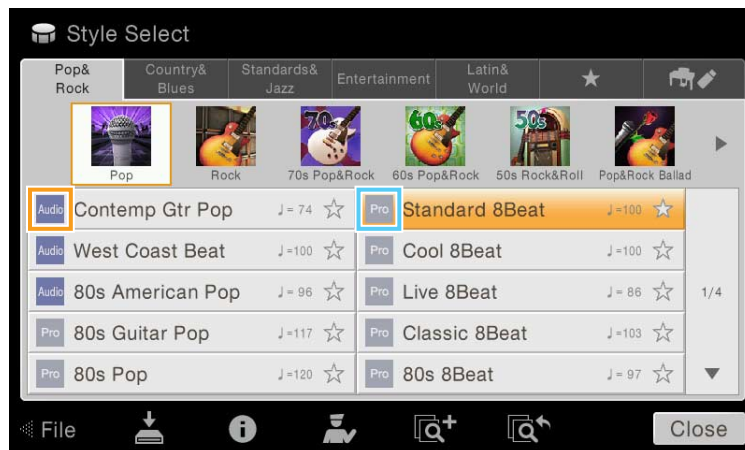 Style Select
Pop&
Rock
Country&
Blues
Standards&
Jazz
Entertainment
Latin&
World
70s
60s
50s
Pop
Rock
70s Pop&Rock
60s Pop&Rock
50s Rock&Roll
Pop&Rock Ballad
Audio Contemp Gtr Pop ♩= 74
Pro Standard 8Beat ♩=100
Audio West Coast Beat ♩=100
Pro Cool 8Beat ♩=100
Audio 80s American Pop ♩= 96
Pro Live 8Beat ♩= 86
1/4
Pro 80s Guitar Pop ♩=117
Pro Classic 8Beat ♩=103
Pro 80s Pop ♩=120
Pro 80s 8Beat ♩= 97
File
Close